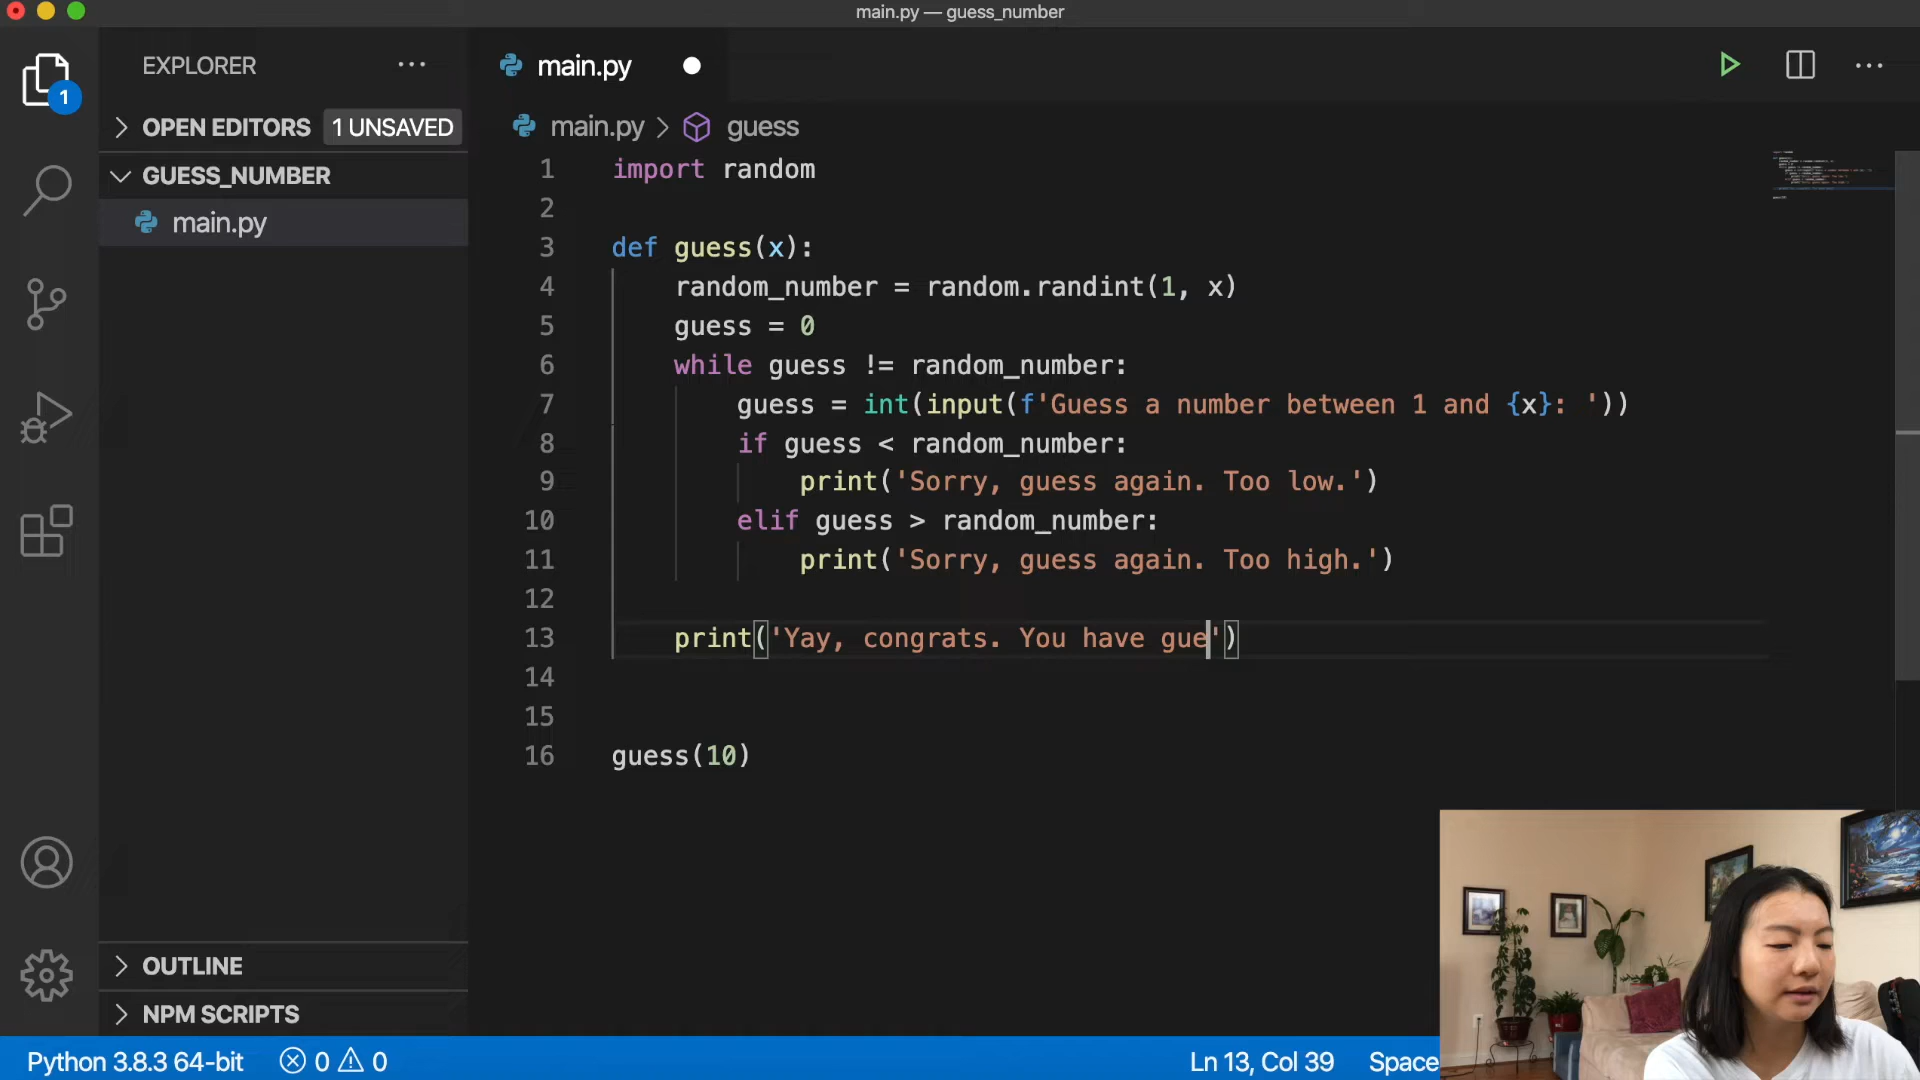 main.py — guess_number
EXPLORER
main.py
1
OPEN EDITORS 1 UNSAVED
main.py > guess
GUESS_NUMBER
main.py
1 import random
2
3 def guess(x):
4 random_number = random.randint(1, x)
5 guess = 0
6 while guess != random_number:
7 guess = int(input(f'Guess a number between 1 and {x}: '))
8 if guess < random_number:
9 print('Sorry, guess again. Too low.')
10 elif guess > random_number:
11 print('Sorry, guess again. Too high.')
12
13 print('Yay, congrats. You have gue')
14
15
16 guess(10)
OUTLINE
NPM SCRIPTS
Python 3.8.3 64-bit 0 0 Ln 13, Col 39 Space